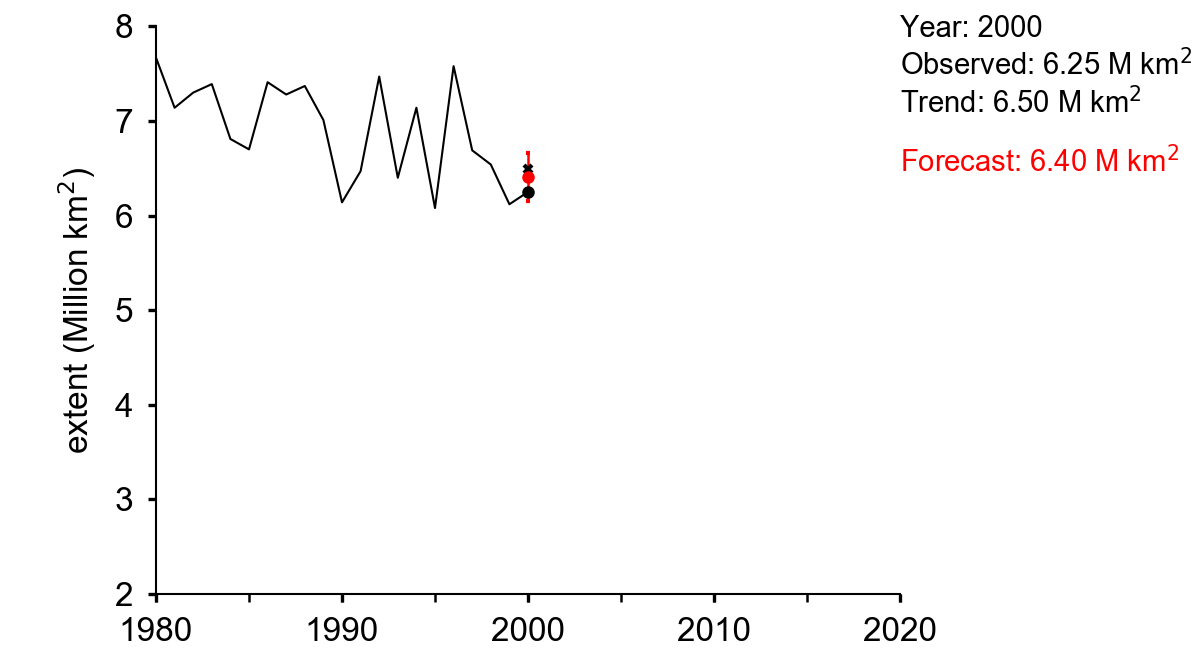 Year: 2000
Observed: 6.25 M km²
Trend: 6.50 M km²
Forecast: 6.40 M km²
extent (Million km²)
8
7
6
5
4
3
2
1980 1990 2000 2010 2020